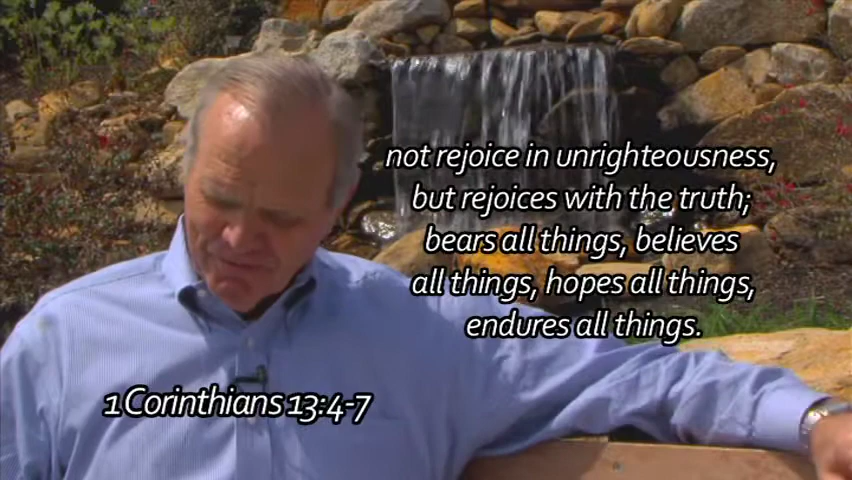 not rejoice in unrighteousness,
but rejoices with the truth;
bears all things, believes
all things, hopes all things,
endures all things.
1 Corinthians 13:4-7